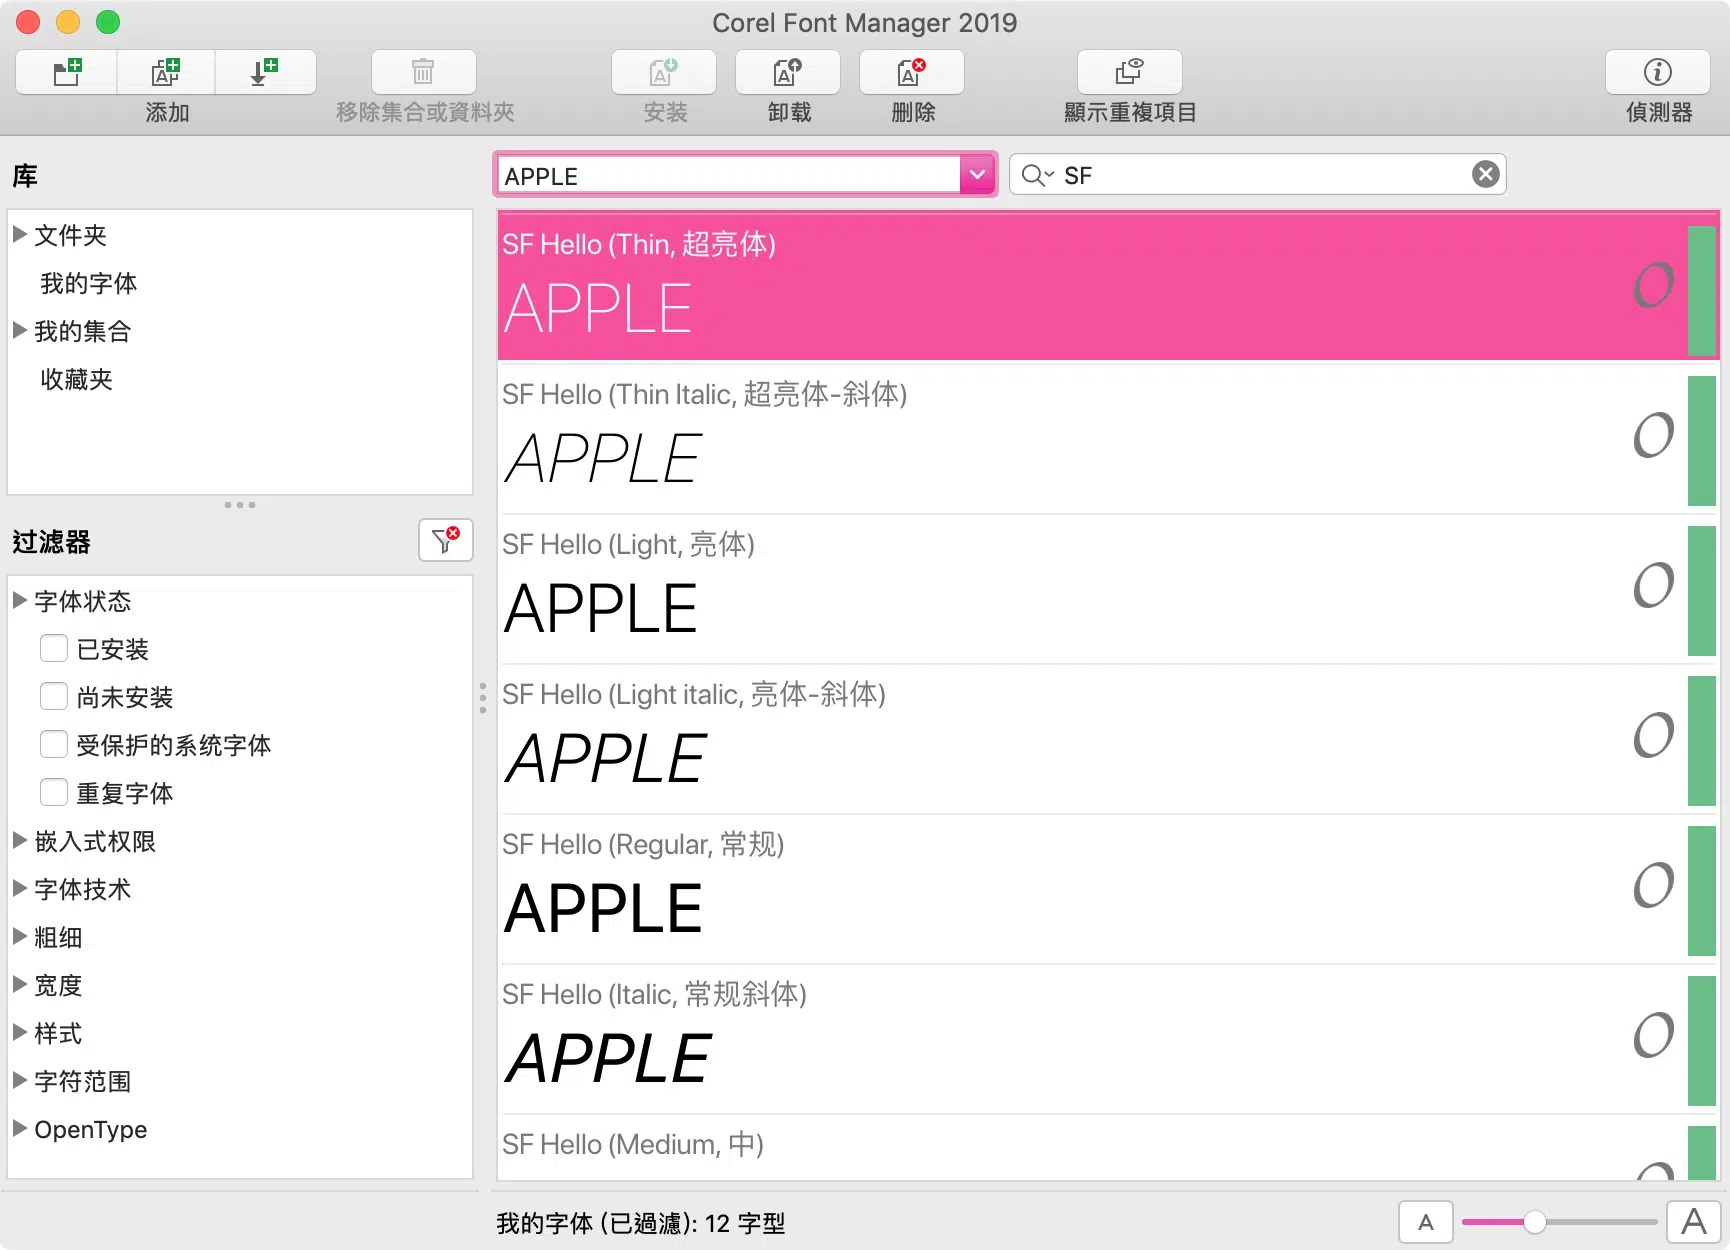 Corel Font Manager 2019
添加
移除集合或資料夾
安装
卸载
删除
顯示重複項目
偵測器
库
APPLE
SF
文件夹
我的字体
我的集合
收藏夹
过滤器
字体状态
已安装
尚未安装
受保护的系统字体
重复字体
嵌入式权限
字体技术
粗细
宽度
样式
字符范围
OpenType
SF Hello (Thin, 超亮体)
APPLE
SF Hello (Thin Italic, 超亮体-斜体)
APPLE
SF Hello (Light, 亮体)
APPLE
SF Hello (Light italic, 亮体-斜体)
APPLE
SF Hello (Regular, 常规)
APPLE
SF Hello (Italic, 常规斜体)
APPLE
SF Hello (Medium, 中)
我的字体 (已過濾): 12 字型
A
A